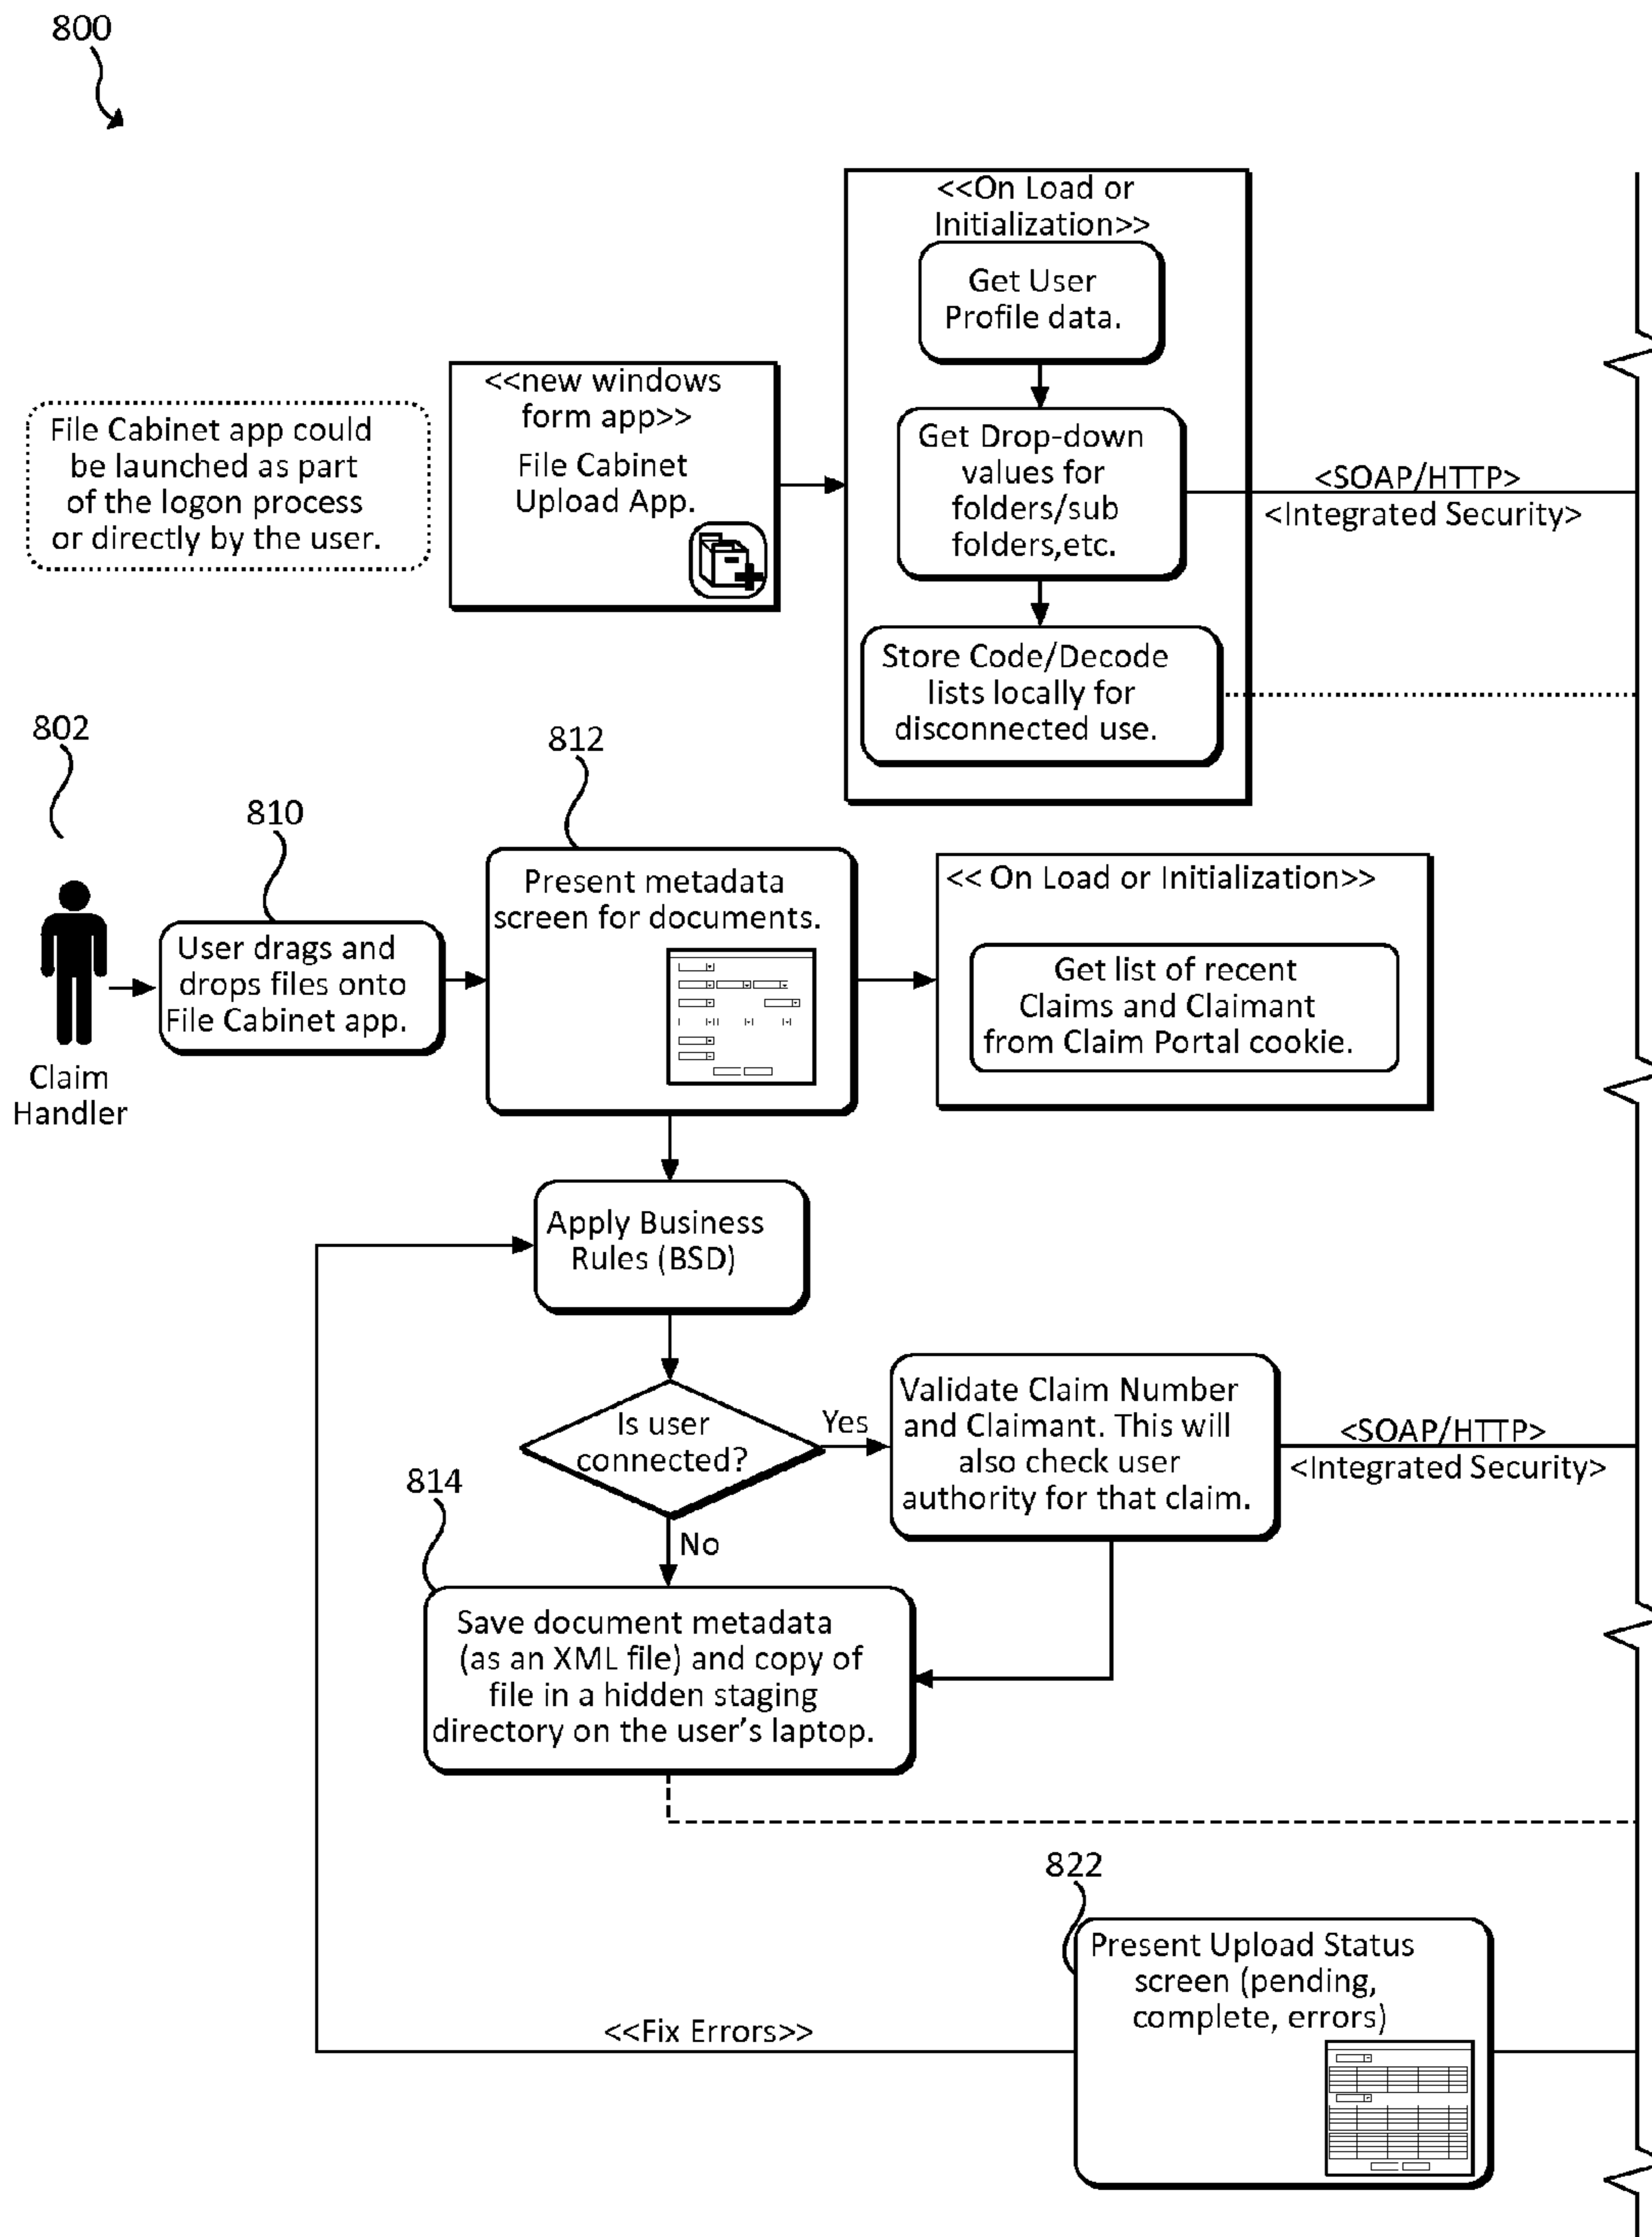 800
<<On Load or
Initialization>>
Get User
Profile data.
<<new windows
form app>>
File Cabinet
Upload App.
File Cabinet app could
be launched as part
of the logon process
or directly by the user.
Get Drop-down
values for
folders/sub
folders,etc.
<SOAP/HTTP>
<Integrated Security>
Store Code/Decode
lists locally for
disconnected use.
802
812
810
Present metadata
screen for documents.
<< On Load or Initialization>>
User drags and
drops files onto
File Cabinet app.
Get list of recent
Claims and Claimant
from Claim Portal cookie.
Claim
Handler
Apply Business
Rules (BSD)
Is user
connected?
Yes
Validate Claim Number
and Claimant. This will
also check user
authority for that claim.
<SOAP/HTTP>
<Integrated Security>
814
No
Save document metadata
(as an XML file) and copy of
file in a hidden staging
directory on the user's laptop.
822
Present Upload Status
screen (pending,
complete, errors)
<<Fix Errors>>